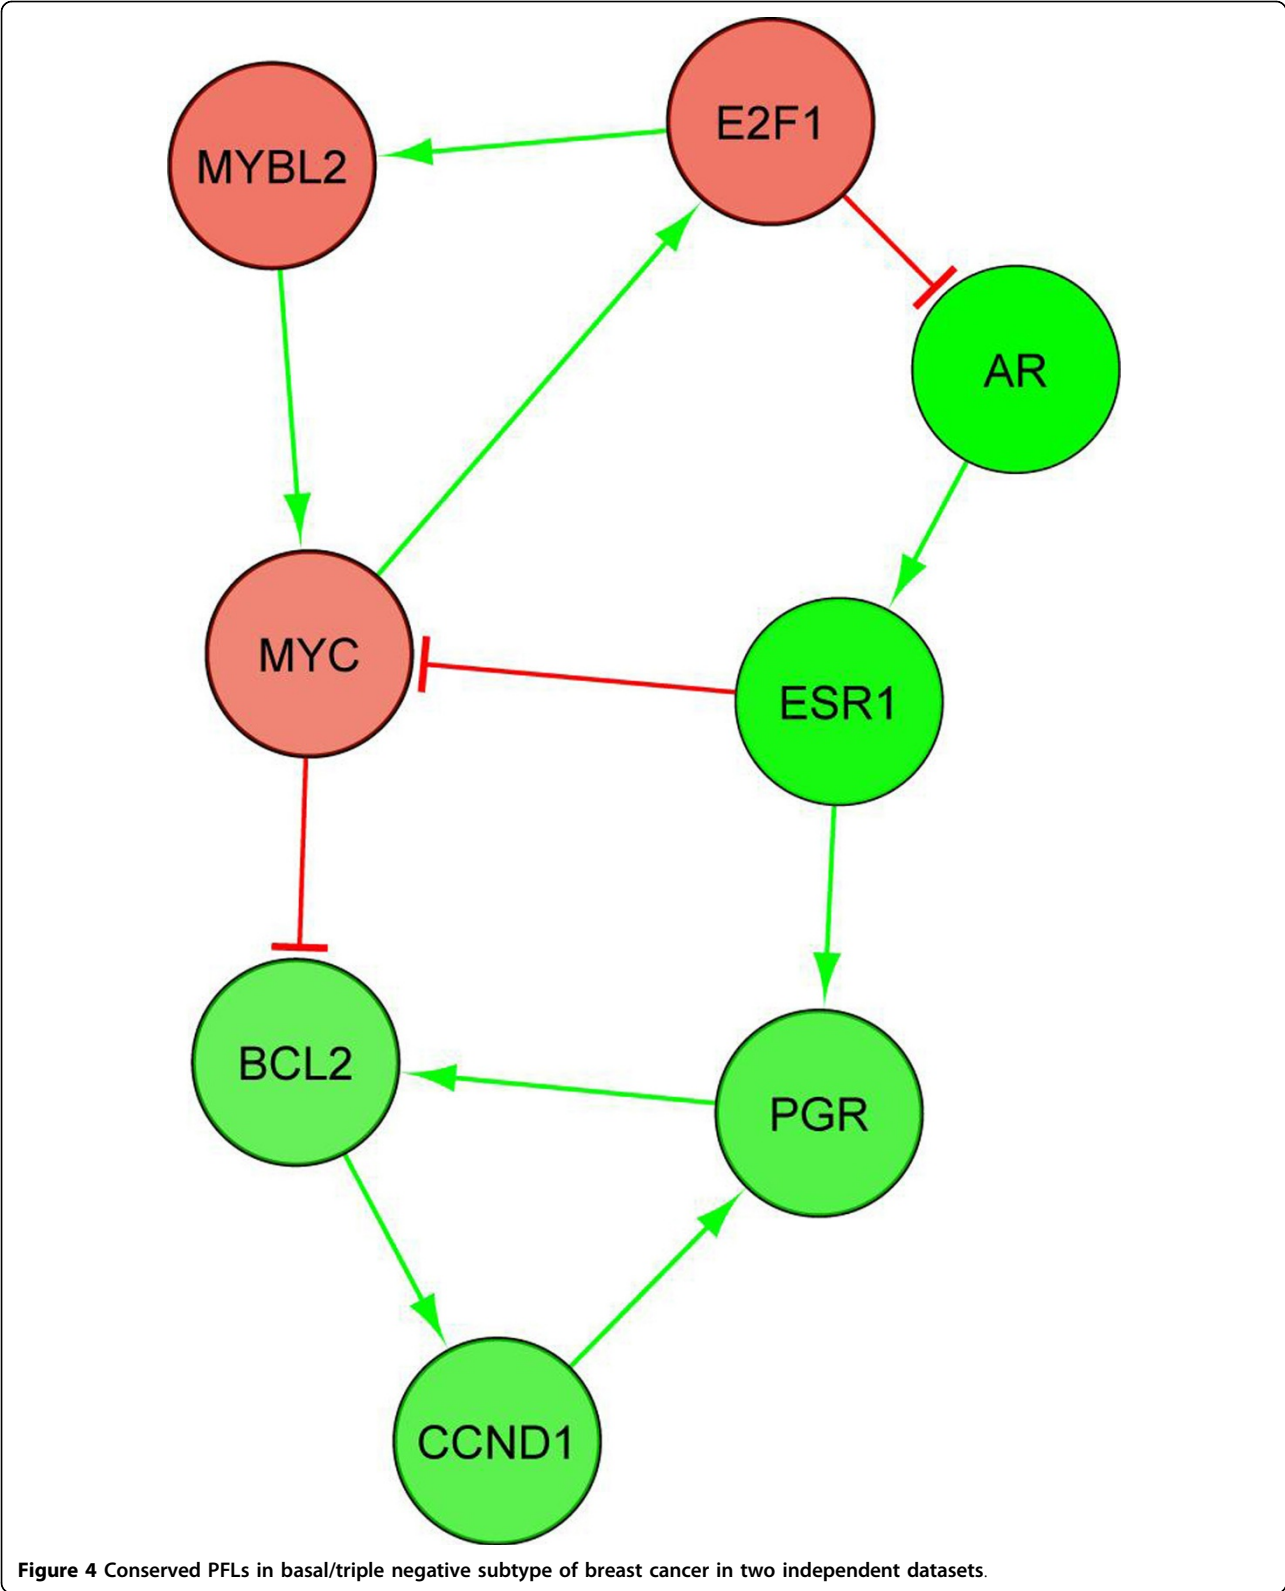 E2F1
MYBL2
AR
MYC
ESR1
BCL2
PGR
CCND1
Figure 4 Conserved PFLs in basal/triple negative subtype of breast cancer in two independent datasets.